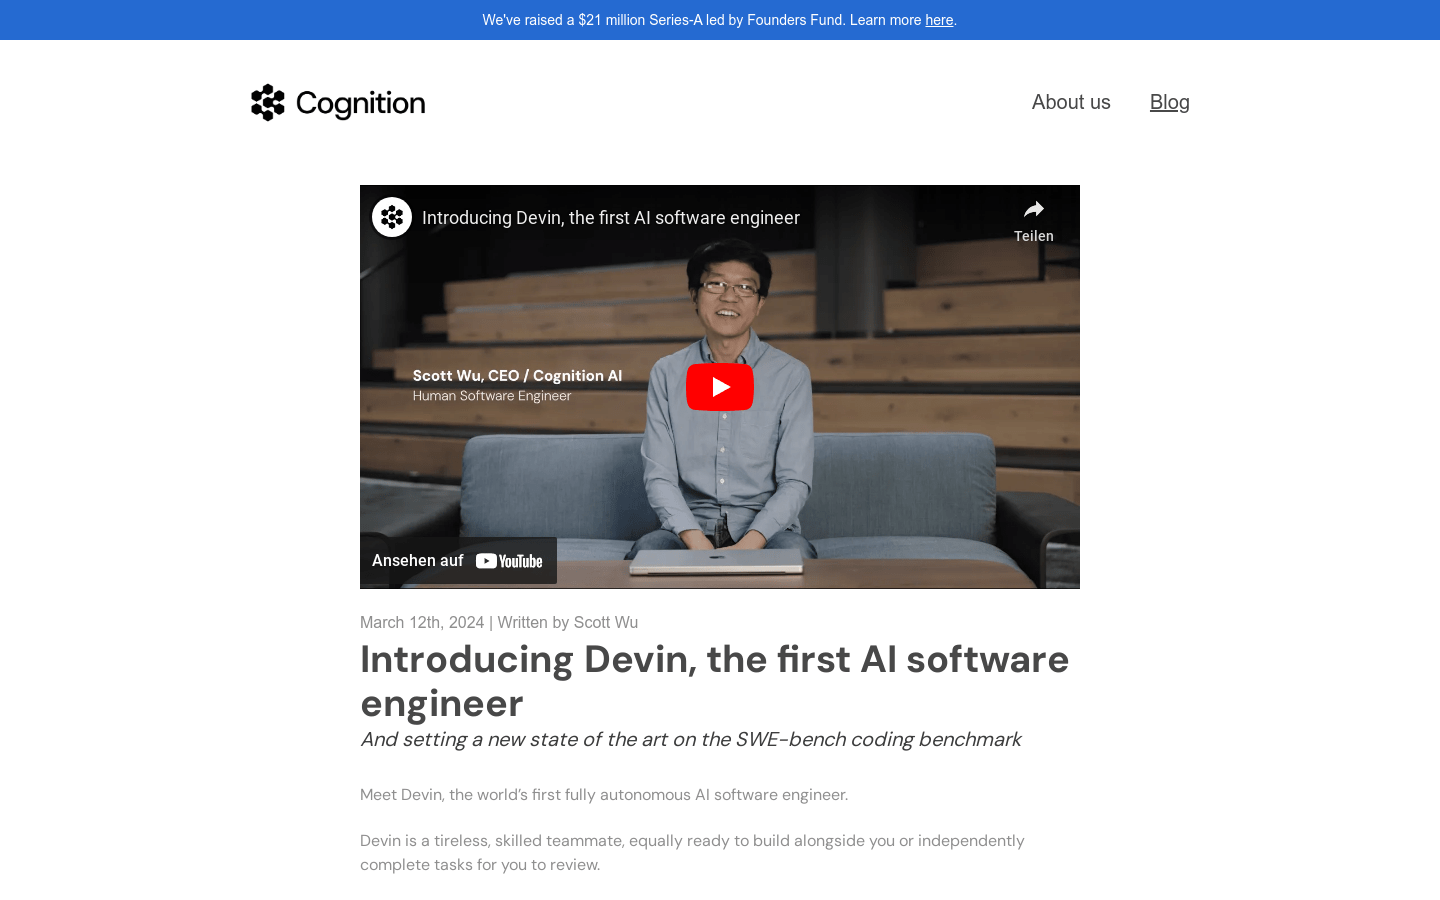 We've raised a $21 million Series-A led by Founders Fund. Learn more here.
Cognition
About us
Blog
Introducing Devin, the first AI software engineer
Teilen
Scott Wu, CEO / Cognition AI
Human Software Engineer
Ansehen auf YouTube
March 12th, 2024 | Written by Scott Wu
Introducing Devin, the first AI software
engineer
And setting a new state of the art on the SWE-bench coding benchmark
Meet Devin, the world’s first fully autonomous AI software engineer.
Devin is a tireless, skilled teammate, equally ready to build alongside you or independently
complete tasks for you to review.